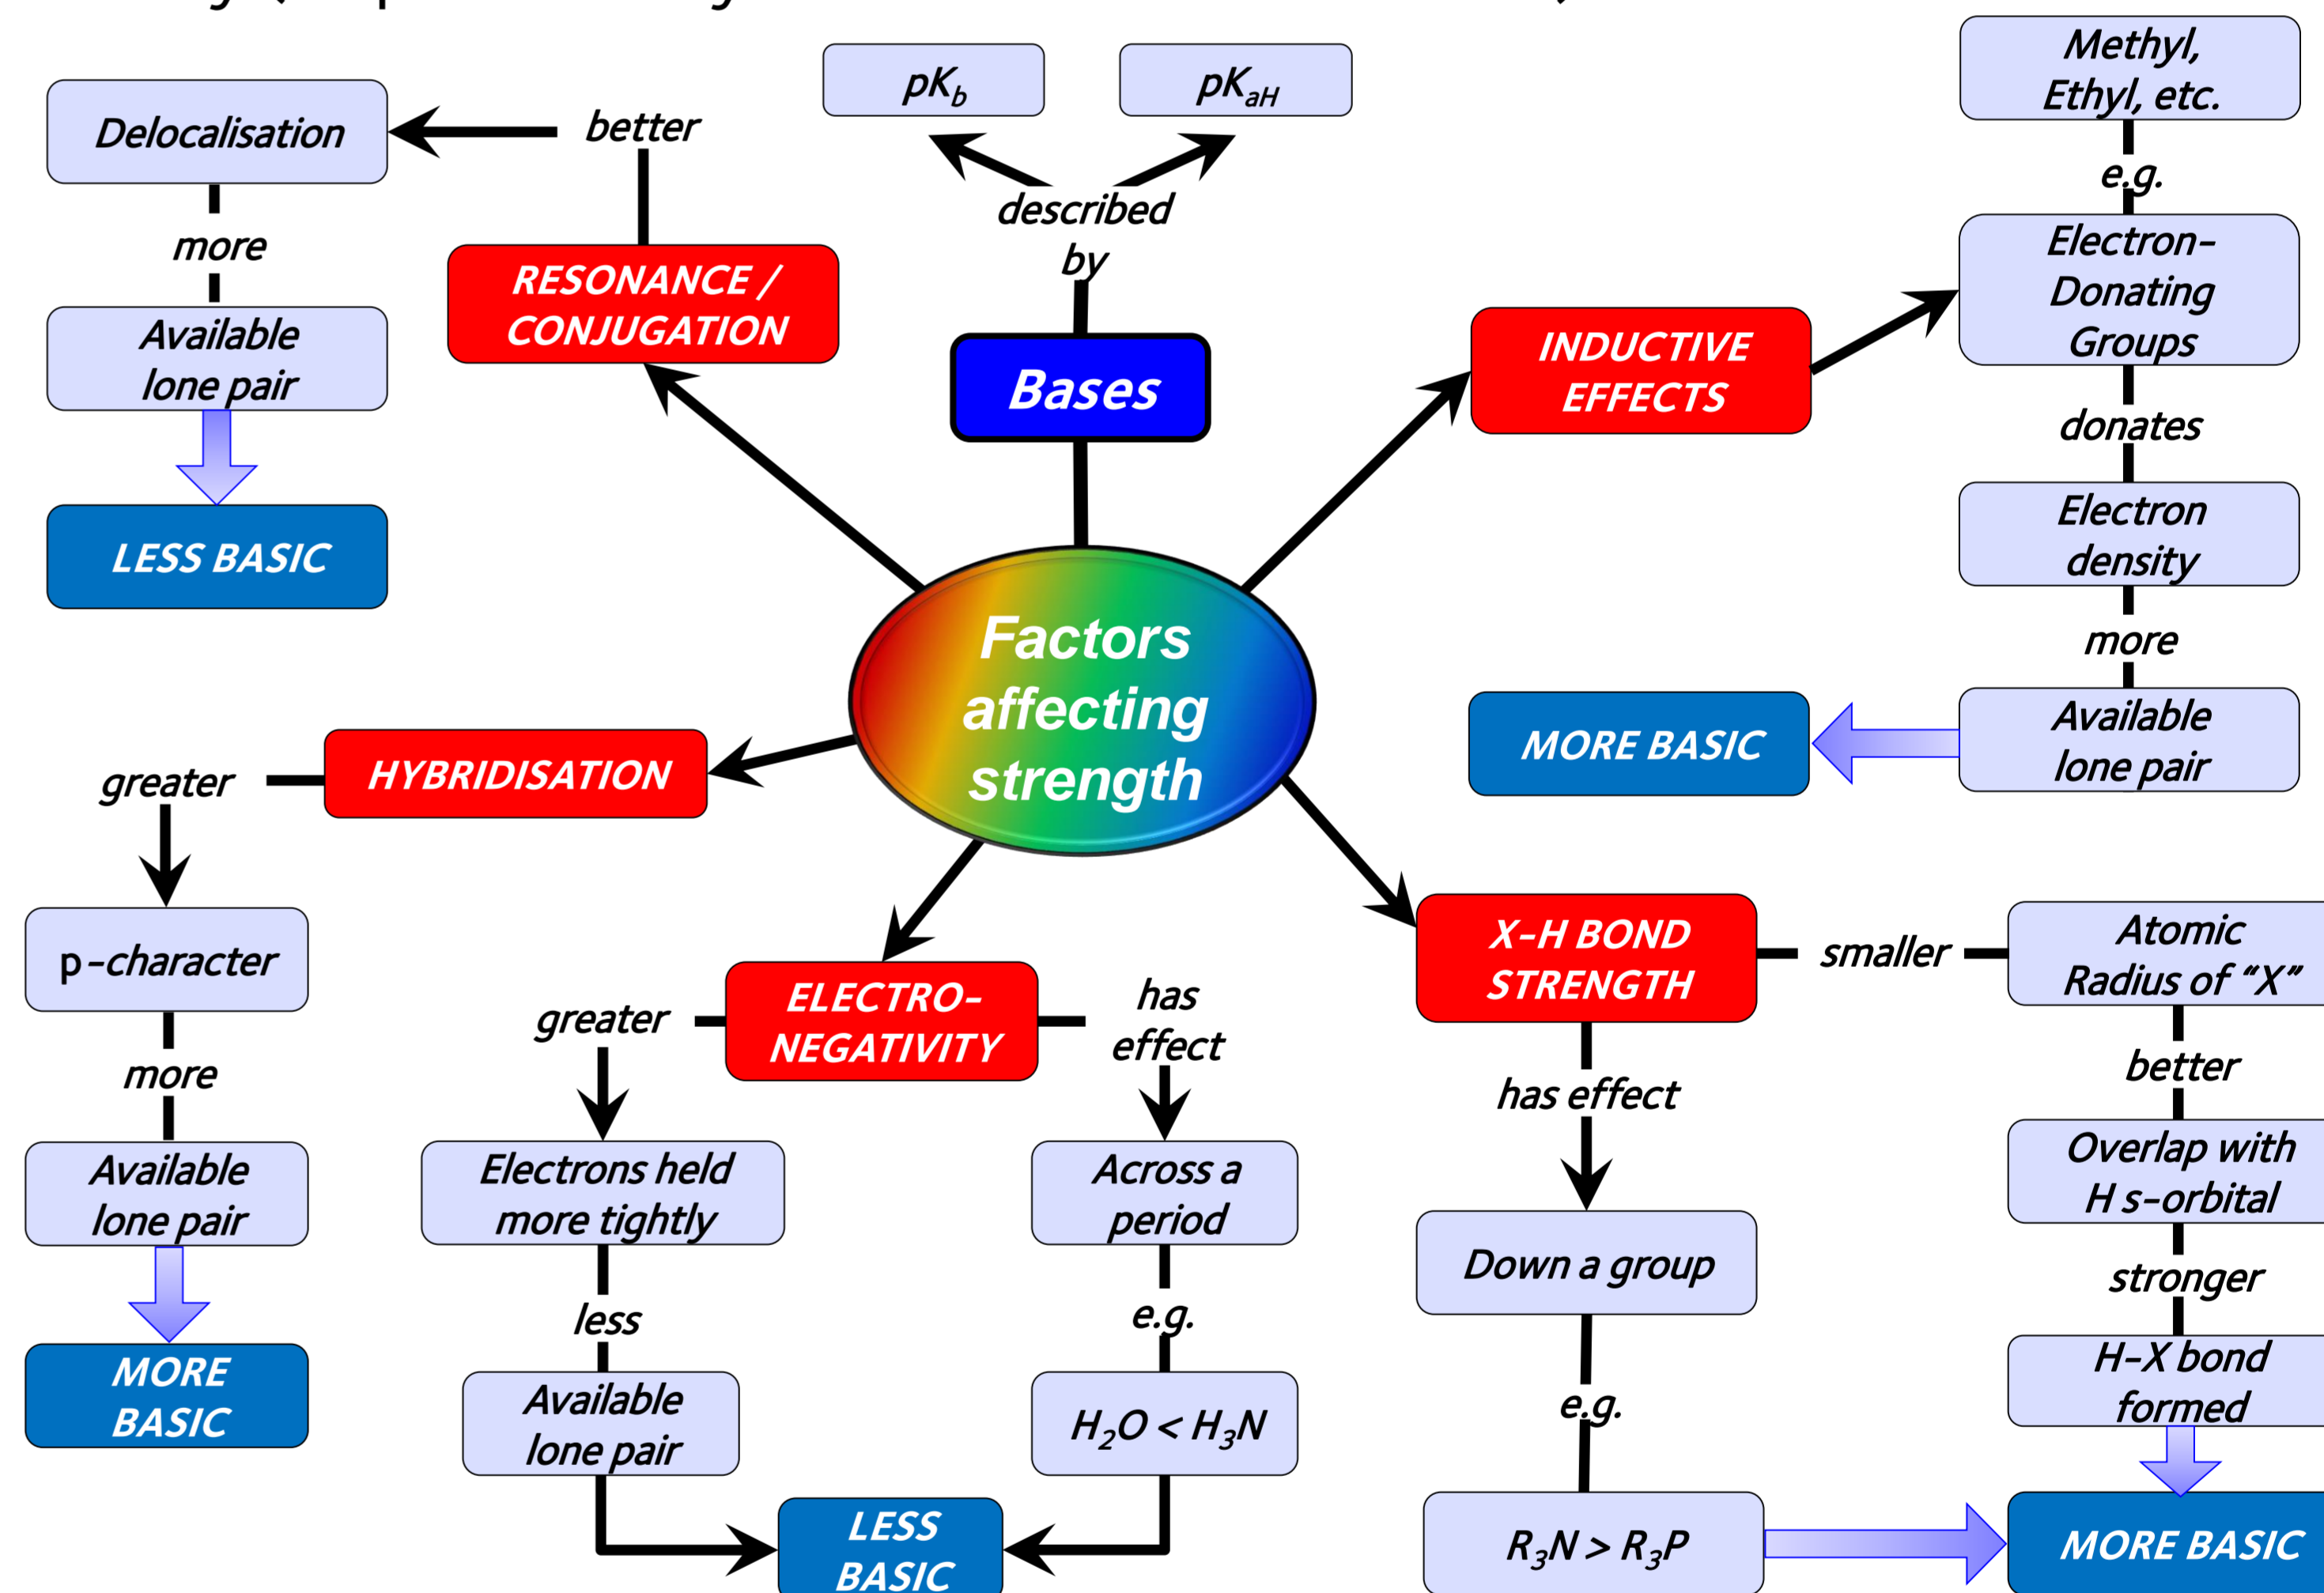 Methyl,
Ethyl, etc.
pK_b
pK_aH
Delocalisation
better
e.g.
described
by
more
RESONANCE /
CONJUGATION
Electron-
Donating
Groups
Available
lone pair
Bases
INDUCTIVE
EFFECTS
donates
LESS BASIC
Electron
density
Factors
affecting
strength
more
MORE BASIC
Available
lone pair
HYBRIDISATION
greater
p-character
more
Available
lone pair
MORE
BASIC
ELECTRO-
NEGATIVITY
greater
has
effect
Electrons held
more tightly
Across a
period
less
e.g.
Available
lone pair
H₂O < H₃N
LESS
BASIC
X-H BOND
STRENGTH
smaller
Atomic
Radius of “X”
has effect
better
Down a group
Overlap with
H s-orbital
stronger
e.g.
H-X bond
formed
R₃N > R₃P
MORE BASIC